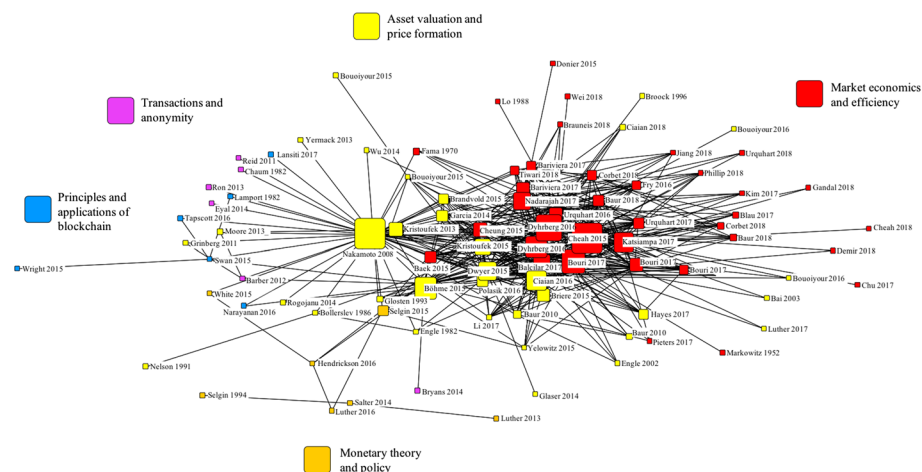 Asset valuation and
price formation
Bouoiyour 2015
Donier 2015
Market economics
and efficiency
Transactions and
anonymity
Lo 1988
Wei 2018
Broock 1996
Brauneis 2018
Ciaian 2018
Bouoiyour 2016
Yermack 2013
Wu 2014
Fama 1970
Lansiti 2017
Reid 2011
Chaum 1982
Bariviera 2017
Tiwari 2018
Jiang 2018
Urquhart 2018
Corbet 2018
Phillip 2018
Bouoiyour 2015
Bariviera 2017
Fry 2016
Kim 2017
Gandal 2018
Principles and
applications of
blockchain
Ron 2013
Lamport 1982
Eyal 2014
Brandvold 2015
Nadarajah 2017
Baur 2018
Tapscott 2016
Garcia 2014
Urquhart 2016
Blau 2017
Moore 2013
Kristoufek 2013
Cheung 2015
Dyhrberg 2016
Urquhart 2017
Corbet 2018
Cheah 2018
Grinberg 2011
Nakamoto 2008
Kristoufek 2015
Dyhrberg 2016
Cheah 2015
Katsiampa 2017
Baur 2018
Demir 2018
Swan 2015
Wright 2015
Baek 2015
Dwyer 2015
Balcilar 2017
Bouri 2017
Bouri 2017
Bouri 2017
Barber 2012
Böhme 2015
Polasik 2016
Ciaian 2016
Bouoiyour 2016
Chu 2017
White 2015
Rogojanu 2014
Glosten 1993
Briere 2015
Bai 2003
Narayanan 2016
Bollerslev 1986
Selgin 2015
Li 2017
Baur 2010
Hayes 2017
Engle 1982
Luther 2017
Baur 2010
Pieters 2017
Yelowitz 2015
Markowitz 1952
Nelson 1991
Hendrickson 2016
Engle 2002
Selgin 1994
Bryans 2014
Glaser 2014
Salter 2014
Luther 2016
Luther 2013
Monetary theory
and policy